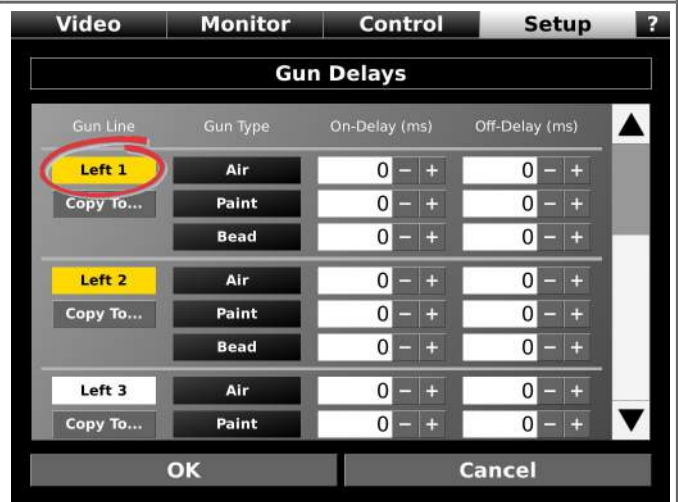 Video Monitor Control Setup ?
Gun Delays
Gun Line Gun Type On-Delay (ms) Off-Delay (ms)
Left 1 Air 0 - + 0 - +
Copy To... Paint 0 - + 0 - +
Bead 0 - + 0 - +
Left 2 Air 0 - + 0 - +
Copy To... Paint 0 - + 0 - +
Bead 0 - + 0 - +
Left 3 Air 0 - + 0 - +
Copy To... Paint 0 - + 0 - +
OK Cancel